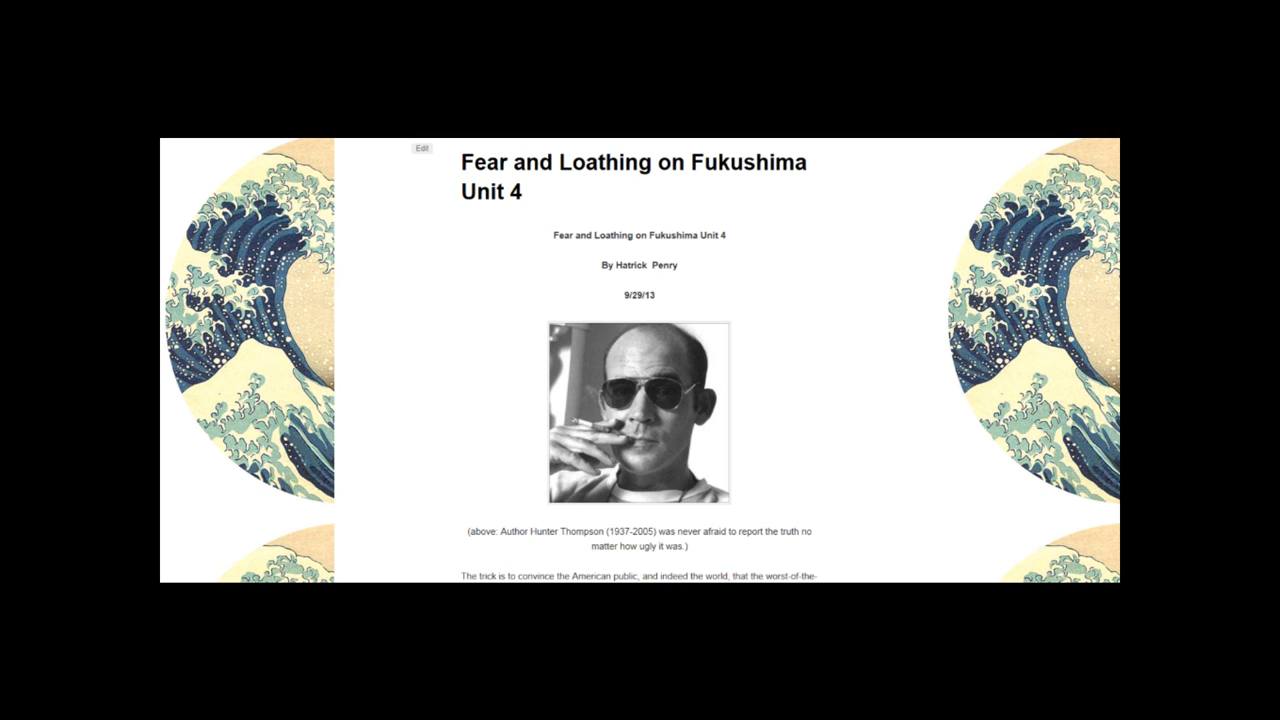 Edit
Fear and Loathing on Fukushima
Unit 4
Fear and Loathing on Fukushima Unit 4
By Hatrick Penry
9/29/13
(above: Author Hunter Thompson (1937-2005) was never afraid to report the truth no
matter how ugly it was.)
The trick is to convince the American public, and indeed the world, that the worst-of-the-